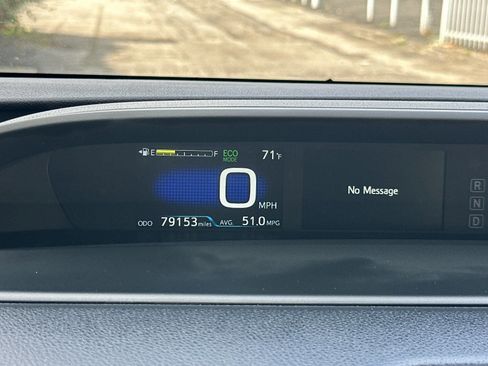 E F ECO MODE 71°F
0 MPH
No Message
ODO 79153 miles AVG. 51.0 MPG
R
N
D